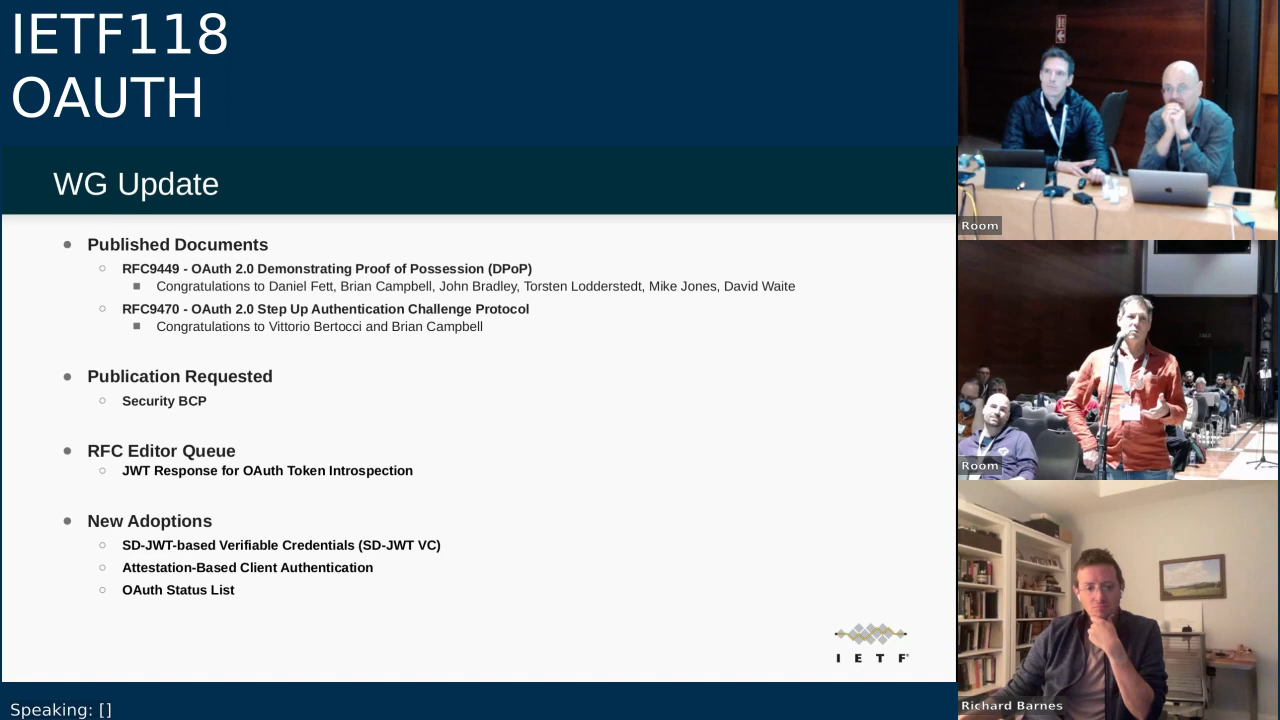 IETF118
OAUTH
WG Update
Published Documents
RFC9449 - OAuth 2.0 Demonstrating Proof of Possession (DPoP)
Congratulations to Daniel Fett, Brian Campbell, John Bradley, Torsten Lodderstedt, Mike Jones, David Waite
RFC9470 - OAuth 2.0 Step Up Authentication Challenge Protocol
Congratulations to Vittorio Bertocci and Brian Campbell
Publication Requested
Security BCP
RFC Editor Queue
JWT Response for OAuth Token Introspection
New Adoptions
SD-JWT-based Verifiable Credentials (SD-JWT VC)
Attestation-Based Client Authentication
OAuth Status List
I E T F
Speaking: []
Room
Room
Richard Barnes